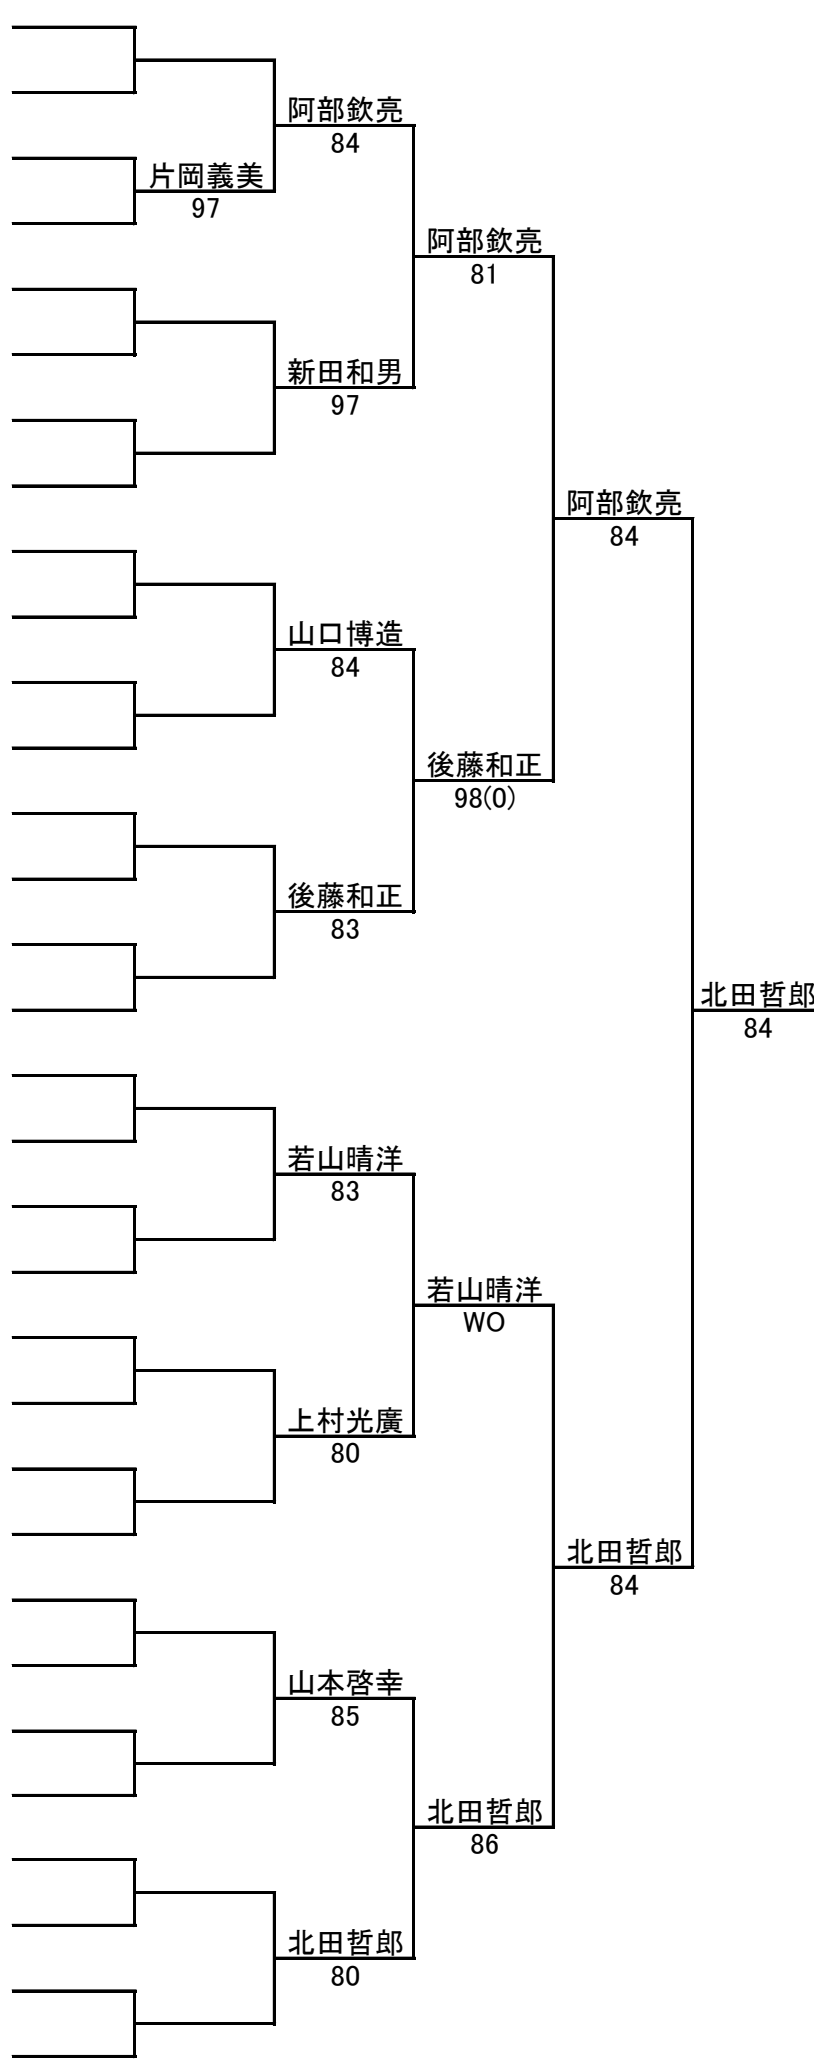 阿部欽亮
84
片岡義美
97
阿部欽亮
81
新田和男
97
阿部欽亮
84
山口博造
84
後藤和正
98(0)
後藤和正
83
北田哲郎
84
若山晴洋
83
若山晴洋
WO
上村光廣
80
北田哲郎
84
山本啓幸
85
北田哲郎
86
北田哲郎
80